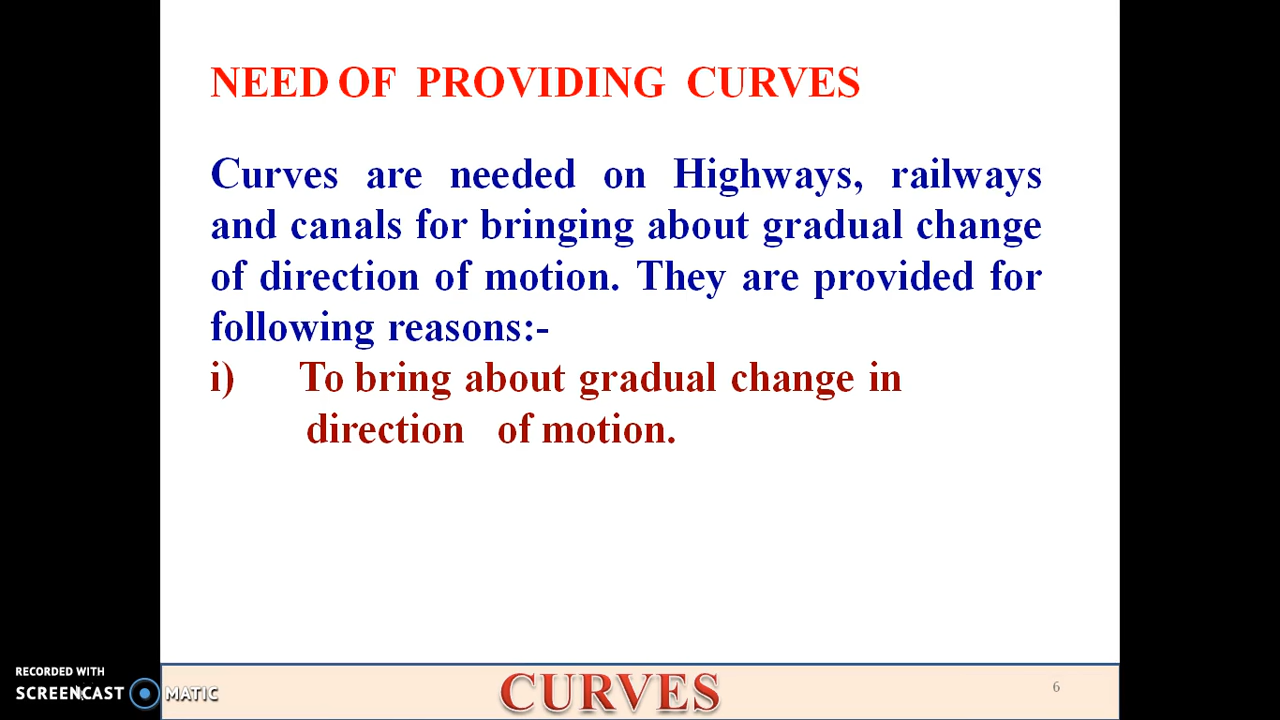 NEED OF PROVIDING CURVES
Curves are needed on Highways, railways
and canals for bringing about gradual change
of direction of motion. They are provided for
following reasons:-
i) To bring about gradual change in
direction of motion.
RECORDED WITH
SCREENCAST MATIC
CURVES
6